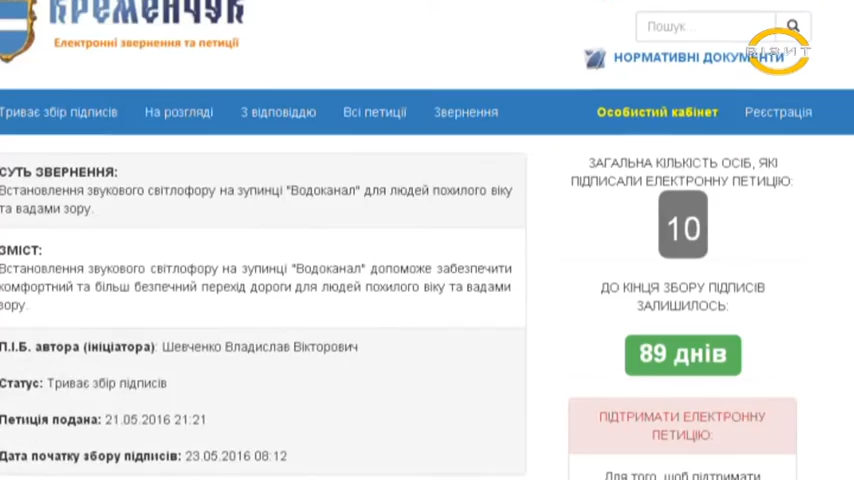 Кременчук
Електронні звернення та петиції
Пошук...
ВІЗИТ
НОРМАТИВНІ ДОКУМЕНТИ
Триває збір підписів На розгляді З відповіддю Всі петиції Звернення Особистий кабінет Реєстрація
СУТЬ ЗВЕРНЕННЯ:
Встановлення звукового світлофору на зупинці "Водоканал" для людей похилого віку
та вадами зору.
ЗМІСТ:
Встановлення звукового світлофору на зупинці "Водоканал" допоможе забезпечити
комфортний та більш безпечний перехід дороги для людей похилого віку та вадами
зору.
П.І.Б. автора (ініціатора): Шевченко Владислав Вікторович
Статус: Триває збір підписів
Петиція подана: 21.05.2016 21:21
Дата початку збору підписів: 23.05.2016 08:12
ЗАГАЛЬНА КІЛЬКІСТЬ ОСІБ, ЯКІ
ПІДПИСАЛИ ЕЛЕКТРОННУ ПЕТИЦІЮ:
10
ДО КІНЦЯ ЗБОРУ ПІДПИСІВ
ЗАЛИШИЛОСЬ:
89 днів
ПІДТРИМАТИ ЕЛЕКТРОННУ
ПЕТИЦІЮ:
Для того, щоб підтримати